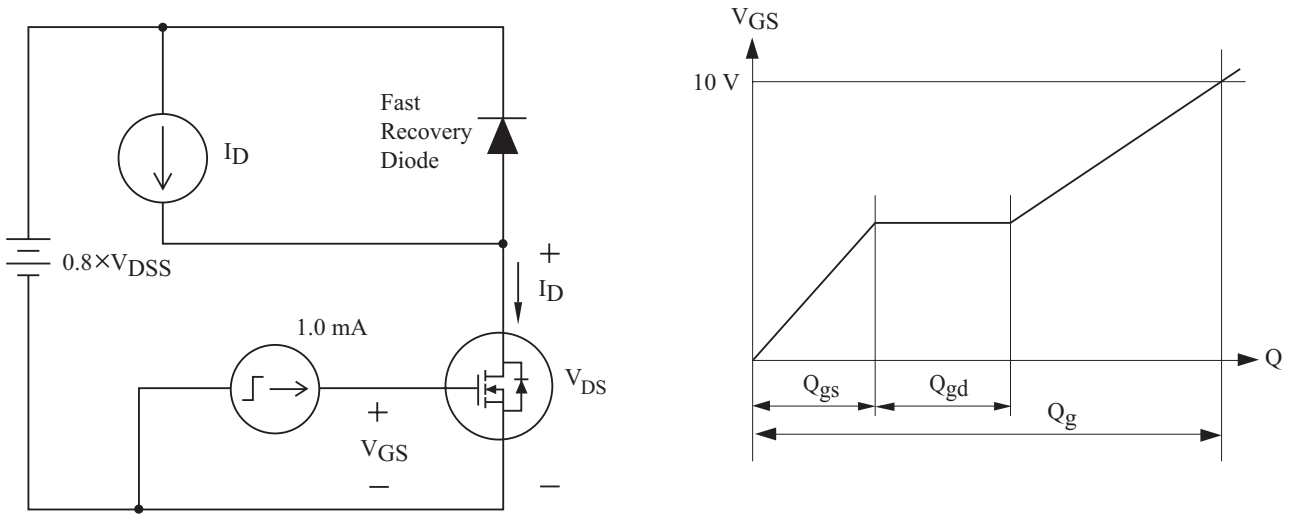 I_D
Fast
Recovery
Diode
0.8×V_DSS
+
I_D
1.0 mA
V_DS
+
V_GS
−
−
V_GS
10 V
Q
Q_gs
Q_gd
Q_g